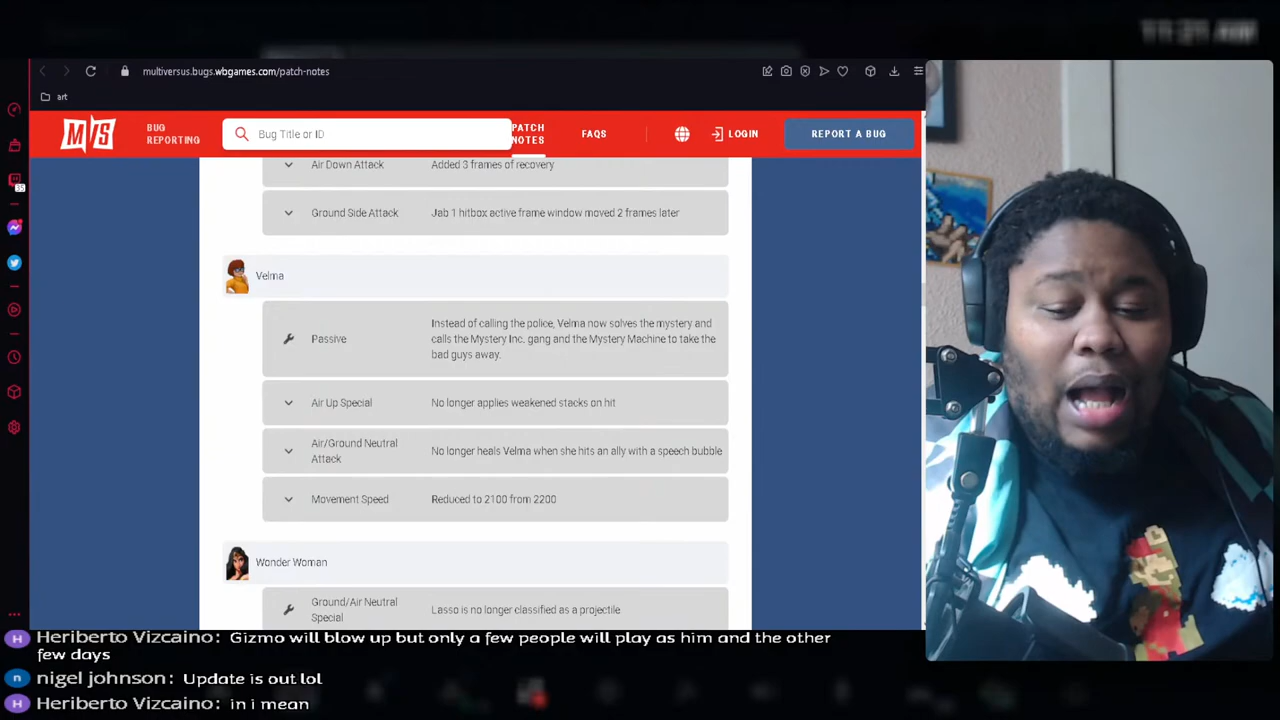 11:21 AM
multiversus.bugs.wbgames.com/patch-notes
art
M/S
BUG
REPORTING
Bug Title or ID
PATCH
NOTES
FAQS
LOGIN
REPORT A BUG
Air Down Attack
Added 3 frames of recovery
Ground Side Attack
Jab 1 hitbox active frame window moved 2 frames later
Velma
Passive
Instead of calling the police, Velma now solves the mystery and
calls the Mystery Inc. gang and the Mystery Machine to take the
bad guys away.
Air Up Special
No longer applies weakened stacks on hit
Air/Ground Neutral
Attack
No longer heals Velma when she hits an ally with a speech bubble
Movement Speed
Reduced to 2100 from 2200
Wonder Woman
Ground/Air Neutral
Special
Lasso is no longer classified as a projectile
35
H Heriberto Vizcaino: Gizmo will blow up but only a few people will play as him and the other
few days
n nigel johnson: Update is out lol
H Heriberto Vizcaino: in i mean